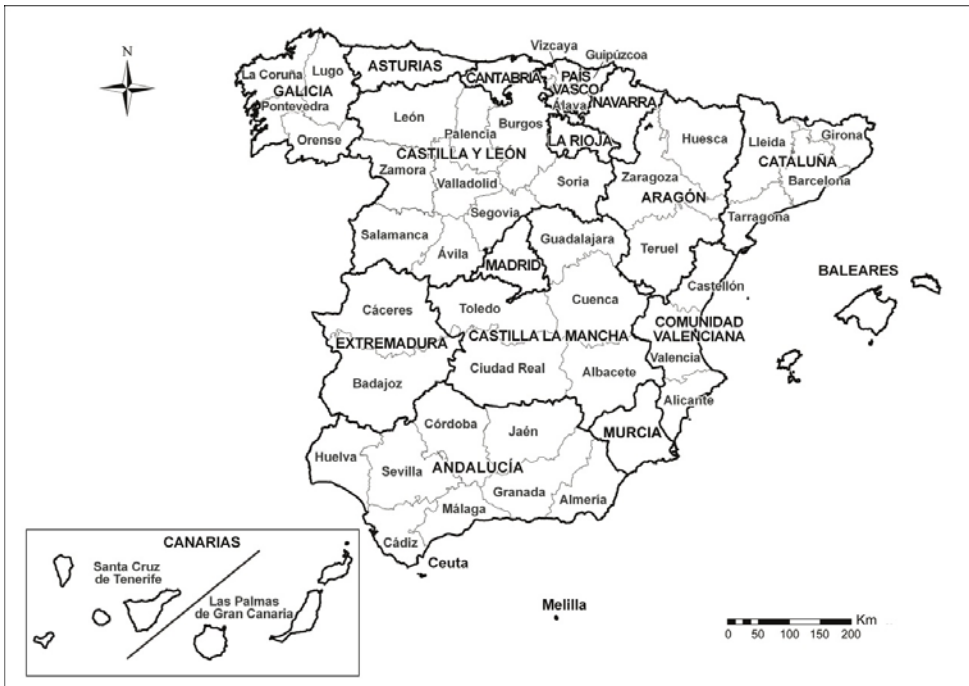 N
Vizcaya
Guipúzcoa
ASTURIAS
CANTABRIA
PAÍS
VASCO
La Coruña
Lugo
GALICIA
Pontevedra
Orense
Álava
NAVARRA
León
Palencia
Burgos
LA RIOJA
Huesca
Lleida
Girona
CASTILLA Y LEÓN
CATALUÑA
Zamora
Valladolid
Soria
Zaragoza
Barcelona
ARAGÓN
Segovia
Tarragona
Salamanca
Ávila
MADRID
Guadalajara
Teruel
BALEARES
Castellón
Cáceres
Toledo
Cuenca
COMUNIDAD
VALENCIANA
EXTREMADURA
CASTILLA LA MANCHA
Valencia
Badajoz
Ciudad Real
Albacete
Alicante
Córdoba
Jaén
MURCIA
Huelva
Sevilla
ANDALUCÍA
Granada
Almería
Málaga
Cádiz
Ceuta
CANARIAS
Santa Cruz
de Tenerife
Las Palmas
de Gran Canaria
Melilla
Km
0 50 100 150 200